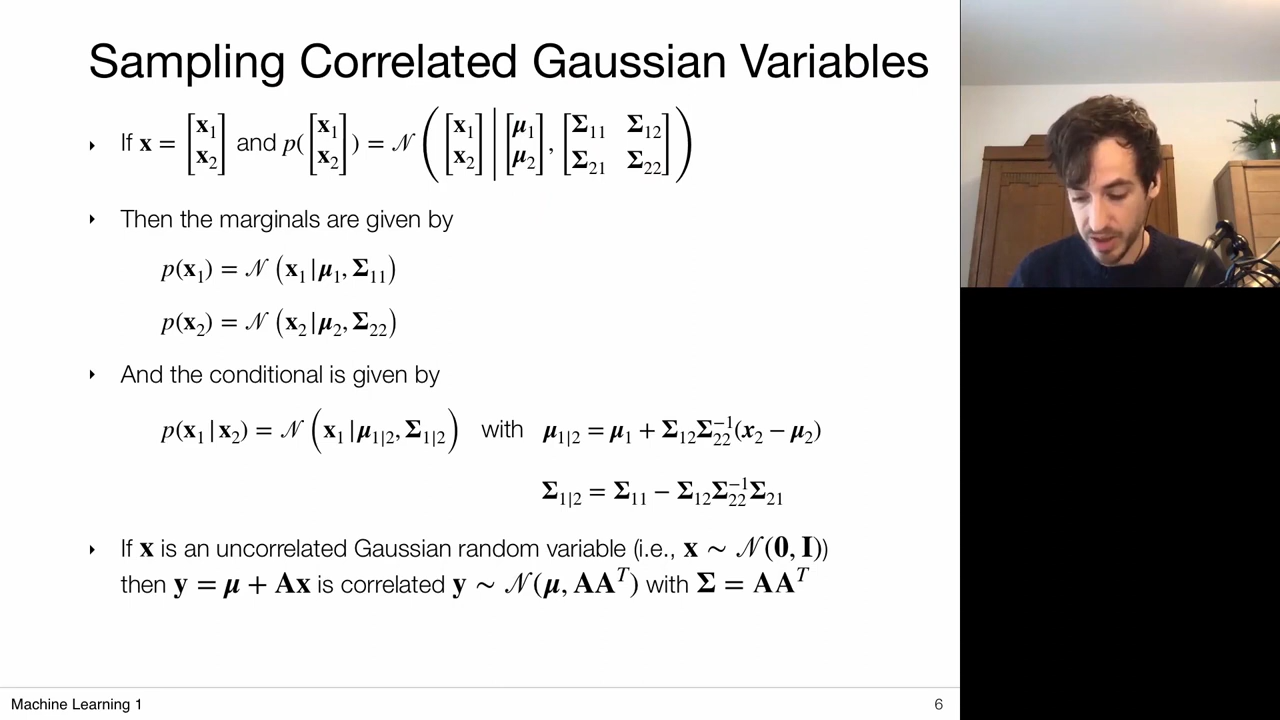 Sampling Correlated Gaussian Variables
‣ If 𝐱 = [𝐱₁ 𝐱₂] and p([𝐱₁ 𝐱₂]) = 𝒩([𝐱₁ 𝐱₂] | [𝝁₁ 𝝁₂], [𝚺₁₁ 𝚺₁₂ 𝚺₂₁ 𝚺₂₂])
‣ Then the marginals are given by
p(𝐱₁) = 𝒩(𝐱₁|𝝁₁, 𝚺₁₁)
p(𝐱₂) = 𝒩(𝐱₂|𝝁₂, 𝚺₂₂)
‣ And the conditional is given by
p(𝐱₁|𝐱₂) = 𝒩(𝐱₁|𝝁₁|₂, 𝚺₁|₂) with 𝝁₁|₂ = 𝝁₁ + 𝚺₁₂𝚺₂₂⁻¹(𝒙₂ − 𝝁₂)
𝚺₁|₂ = 𝚺₁₁ − 𝚺₁₂𝚺₂₂⁻¹𝚺₂₁
‣ If 𝐱 is an uncorrelated Gaussian random variable (i.e., 𝐱 ∼ 𝒩(𝟎, 𝐈))
then 𝐲 = 𝝁 + 𝐀𝐱 is correlated 𝐲 ∼ 𝒩(𝝁, 𝐀𝐀ᵀ) with 𝚺 = 𝐀𝐀ᵀ
Machine Learning 1
6